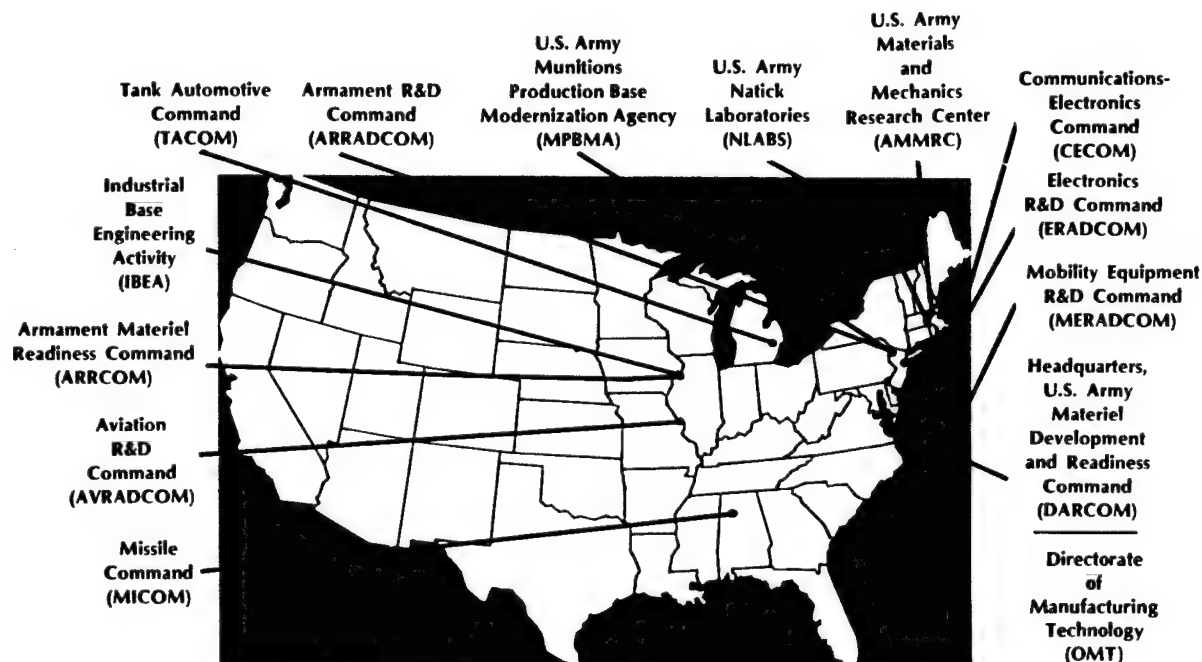 Tank Automotive
Command
(TACOM)
Armament R&D
Command
(ARRADCOM)
U.S. Army
Munitions
Production Base
Modernization Agency
(MPBMA)
U.S. Army
Natick
Laboratories
(NLABS)
U.S. Army
Materials
and
Mechanics
Research Center
(AMMRC)
Communications-
Electronics
Command
(CECOM)
Electronics
R&D Command
(ERADCOM)
Mobility Equipment
R&D Command
(MERADCOM)
Headquarters,
U.S. Army
Materiel
Development
and Readiness
Command
(DARCOM)
Directorate
of
Manufacturing
Technology
(OMT)
Industrial
Base
Engineering
Activity
(IBEA)
Armament Materiel
Readiness Command
(ARRCOM)
Aviation
R&D
Command
(AVRADCOM)
Missile
Command
(MICOM)